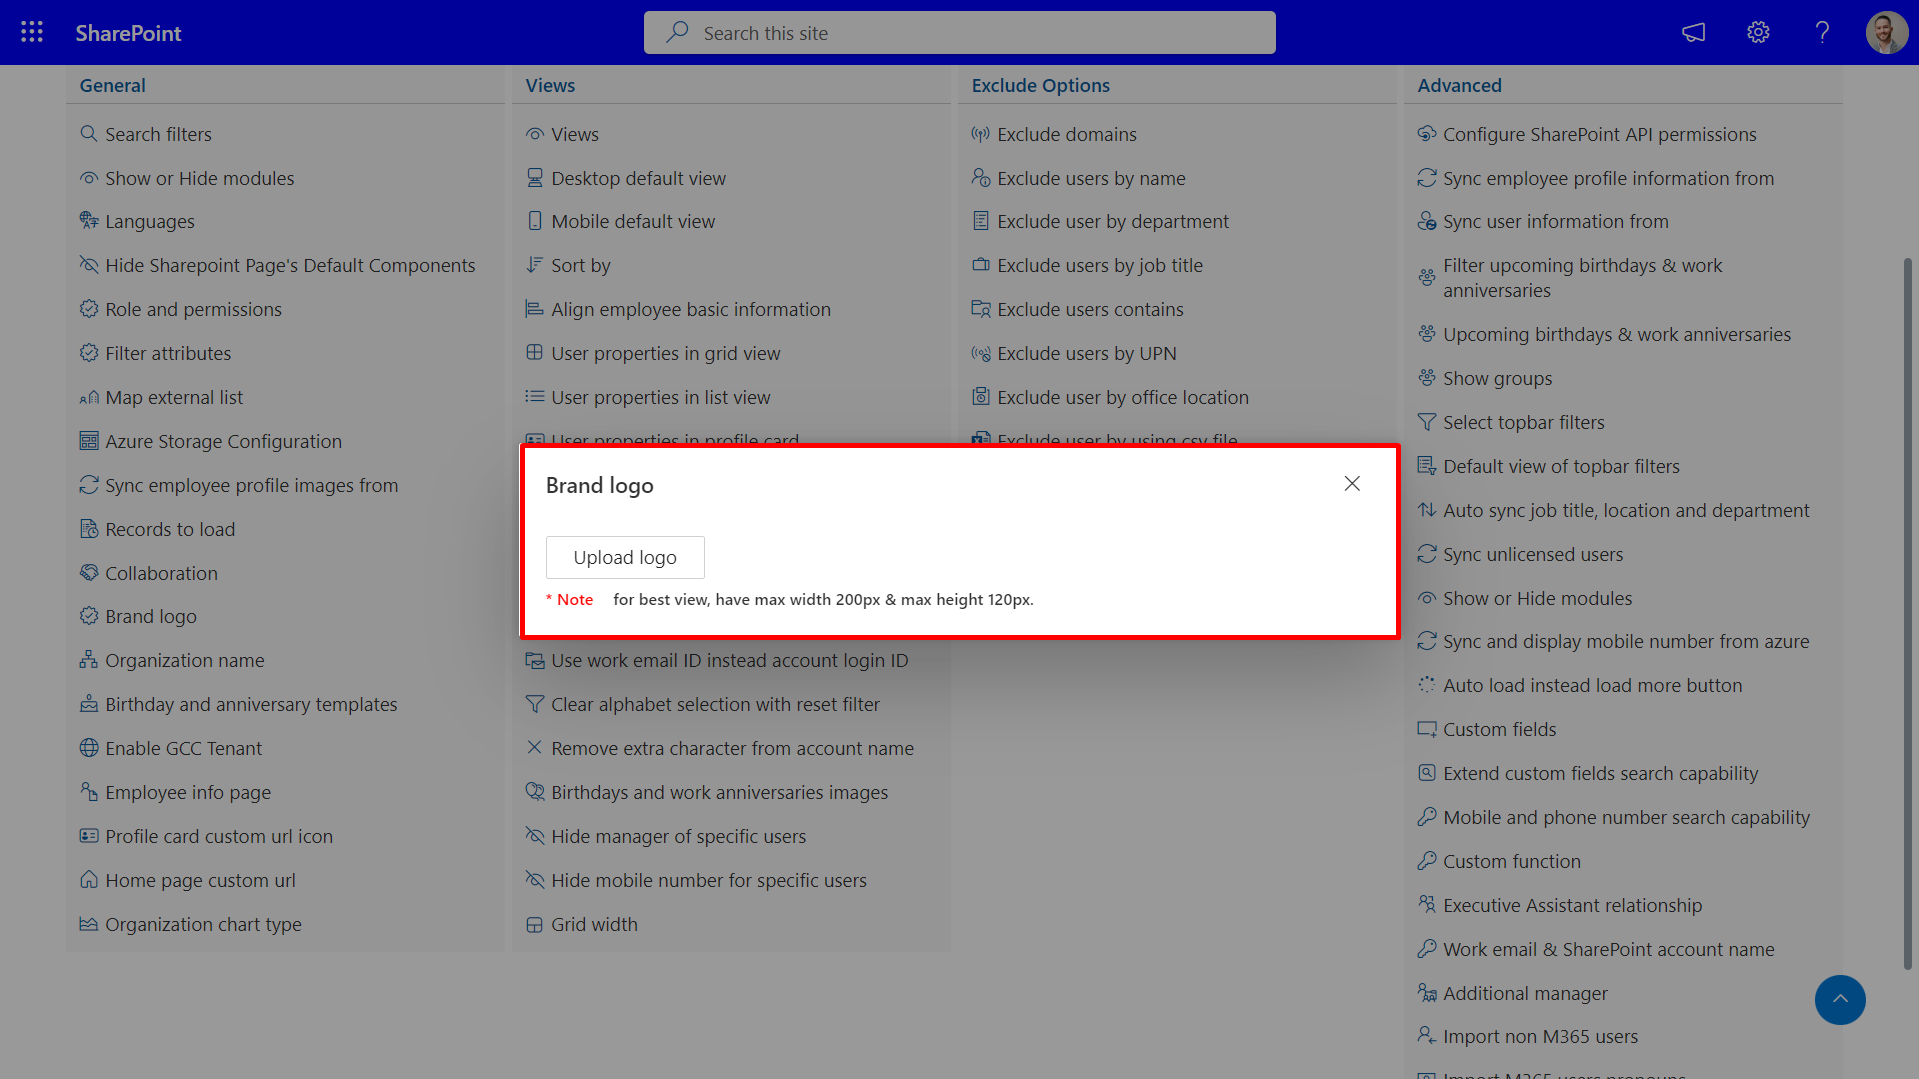 SharePoint
Search this site
General
Search filters
Show or Hide modules
Languages
Hide Sharepoint Page's Default Components
Role and permissions
Filter attributes
Map external list
Azure Storage Configuration
Sync employee profile images from
Records to load
Collaboration
Brand logo
Organization name
Birthday and anniversary templates
Enable GCC Tenant
Employee info page
Profile card custom url icon
Home page custom url
Organization chart type
Views
Views
Desktop default view
Mobile default view
Sort by
Align employee basic information
User properties in grid view
User properties in list view
User properties in profile card
Use work email ID instead account login ID
Clear alphabet selection with reset filter
Remove extra character from account name
Birthdays and work anniversaries images
Hide manager of specific users
Hide mobile number for specific users
Grid width
Exclude Options
Exclude domains
Exclude users by name
Exclude user by department
Exclude users by job title
Exclude users contains
Exclude users by UPN
Exclude user by office location
Exclude user by using csv file
Advanced
Configure SharePoint API permissions
Sync employee profile information from
Sync user information from
Filter upcoming birthdays & work
anniversaries
Upcoming birthdays & work anniversaries
Show groups
Select topbar filters
Default view of topbar filters
Auto sync job title, location and department
Sync unlicensed users
Show or Hide modules
Sync and display mobile number from azure
Auto load instead load more button
Custom fields
Extend custom fields search capability
Mobile and phone number search capability
Custom function
Executive Assistant relationship
Work email & SharePoint account name
Additional manager
Import non M365 users
Import M365 users pronouns
Brand logo
Upload logo
* Note for best view, have max width 200px & max height 120px.